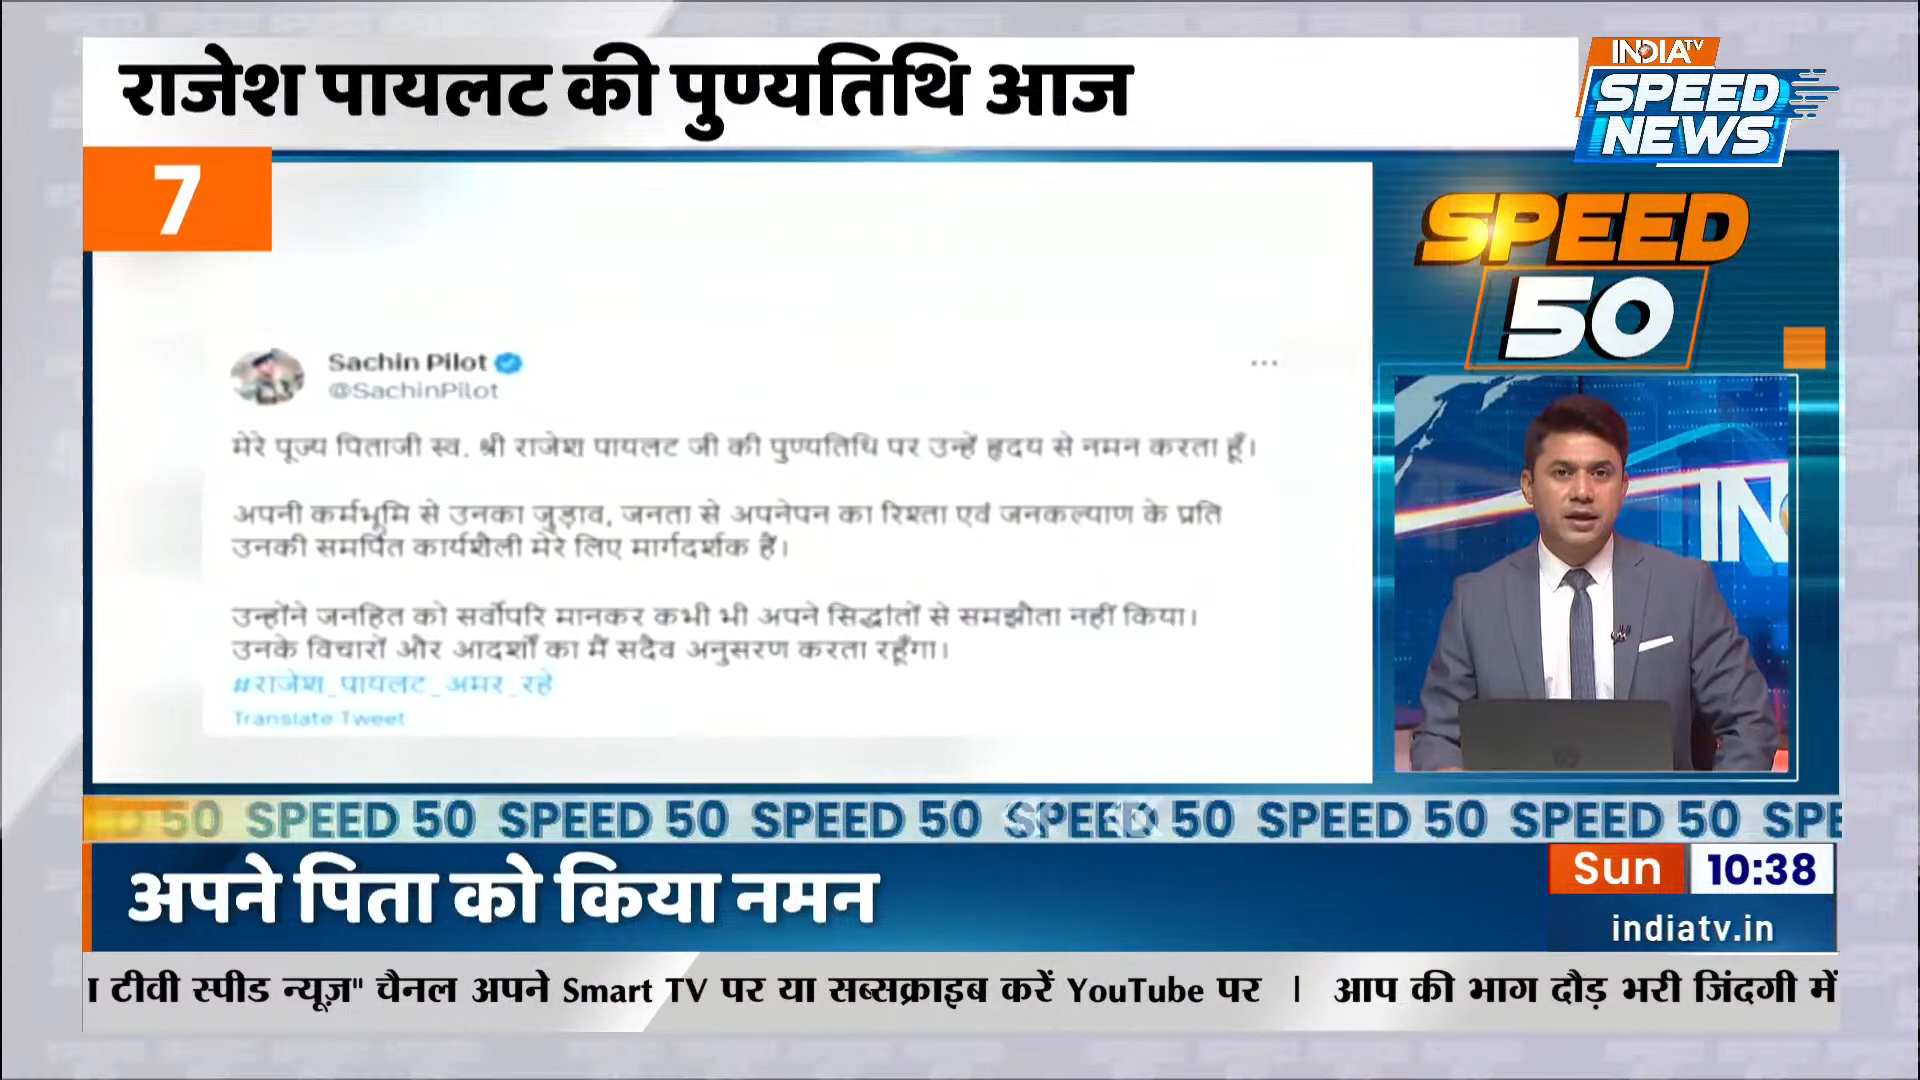 राजेश पायलट की पुण्यतिथि आज
INDIA TV
SPEED
NEWS
7
SPEED
50
Sachin Pilot
@SachinPilot
मेरे पूज्य पिताजी स्व. श्री राजेश पायलट जी की पुण्यतिथि पर उन्हें हृदय से नमन करता हूँ।
अपनी कर्मभूमि से उनका जुड़ाव, जनता से अपनेपन का रिश्ता एवं जनकल्याण के प्रति
उनकी समर्पित कार्यशैली मेरे लिए मार्गदर्शक हैं।
उन्होंने जनहित को सर्वोपरि मानकर कभी भी अपने सिद्धांतों से समझौता नहीं किया।
उनके विचारों और आदर्शों का मैं सदैव अनुसरण करता रहूँगा।
#राजेश_पायलट_अमर_रहे
Translate Tweet
IN
D 50 SPEED 50 SPEED 50 SPEED 50 SPEED 50 SPEED 50 SPEED 50 SPE
अपने पिता को किया नमन
Sun 10:38
indiatv.in
ा टीवी स्पीड न्यूज़" चैनल अपने Smart TV पर या सब्सक्राइब करें YouTube पर | आप की भाग दौड़ भरी जिंदगी में